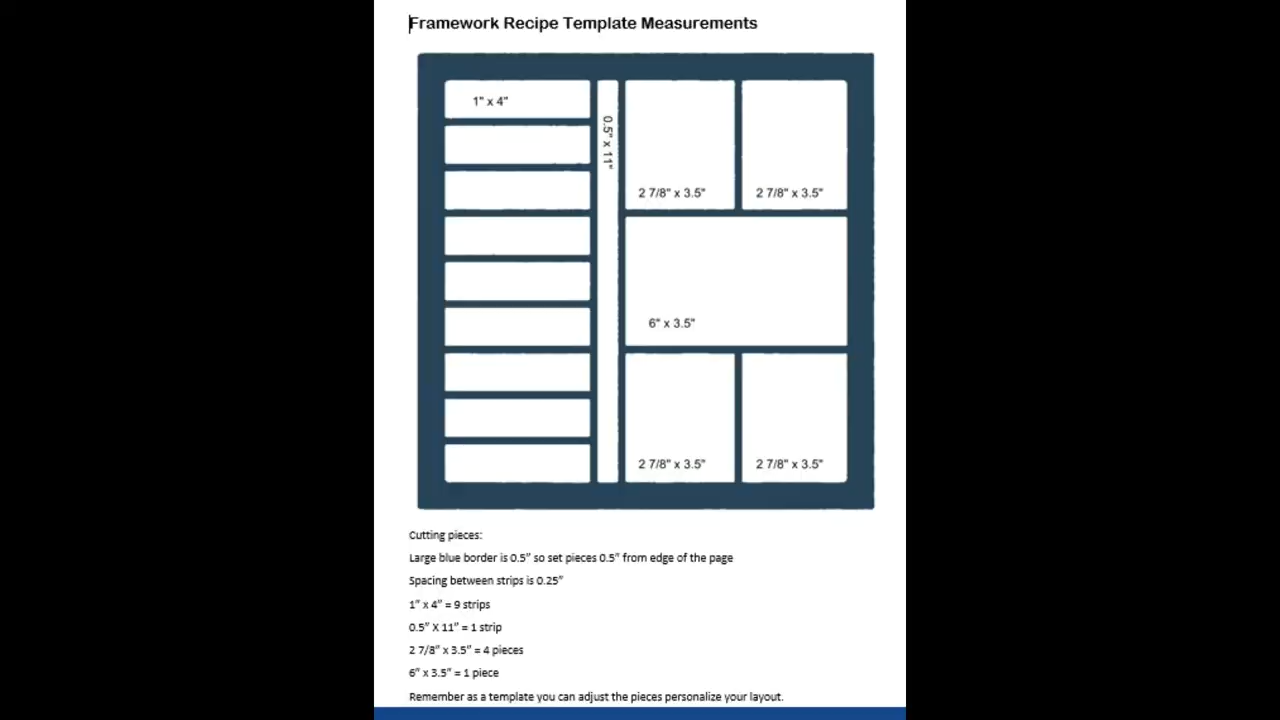 Framework Recipe Template Measurements
1" x 4"
0.5" x 11"
2 7/8" x 3.5"
2 7/8" x 3.5"
6" x 3.5"
2 7/8" x 3.5"
2 7/8" x 3.5"
Cutting pieces:
Large blue border is 0.5" so set pieces 0.5" from edge of the page
Spacing between strips is 0.25"
1" x 4" = 9 strips
0.5" X 11" = 1 strip
2 7/8" x 3.5" = 4 pieces
6" x 3.5" = 1 piece
Remember as a template you can adjust the pieces personalize your layout.